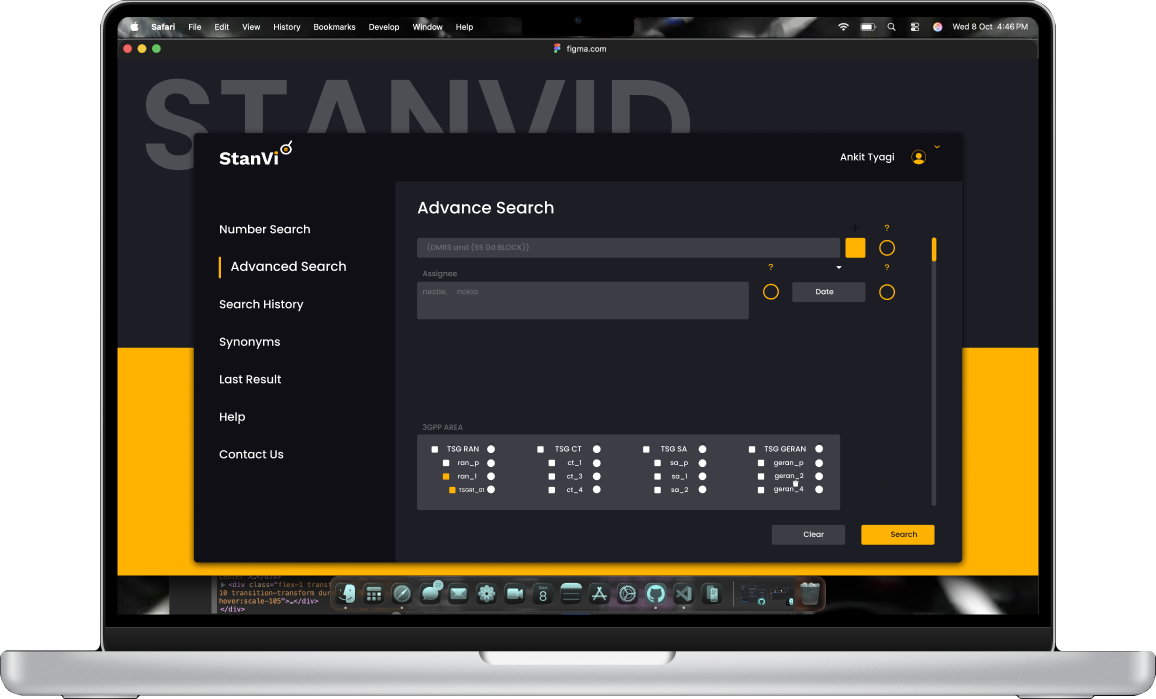 Safari File Edit View History Bookmarks Develop Window Help
Wed 8 Oct 4:46 PM
figma.com
STANVID
StanVi
Ankit Tyagi
Number Search
Advanced Search
Search History
Synonyms
Last Result
Help
Contact Us
Advance Search
+ ?
(DMRS and (SS Dd BLOCK))
? ?
Assignee
nestle, nokia
Date
3GPP AREA
TSG RAN TSG CT TSG SA TSG GERAN
ran_p ct_1 sa_p geran_p
ran_1 ct_3 sa_1 geran_2
TSGR1_01 ct_4 sa_2 geran_4
Clear
Search
<div class="flex-1 transf
10 transition-transform dur
hover:scale-105">…</div>
</div>
8